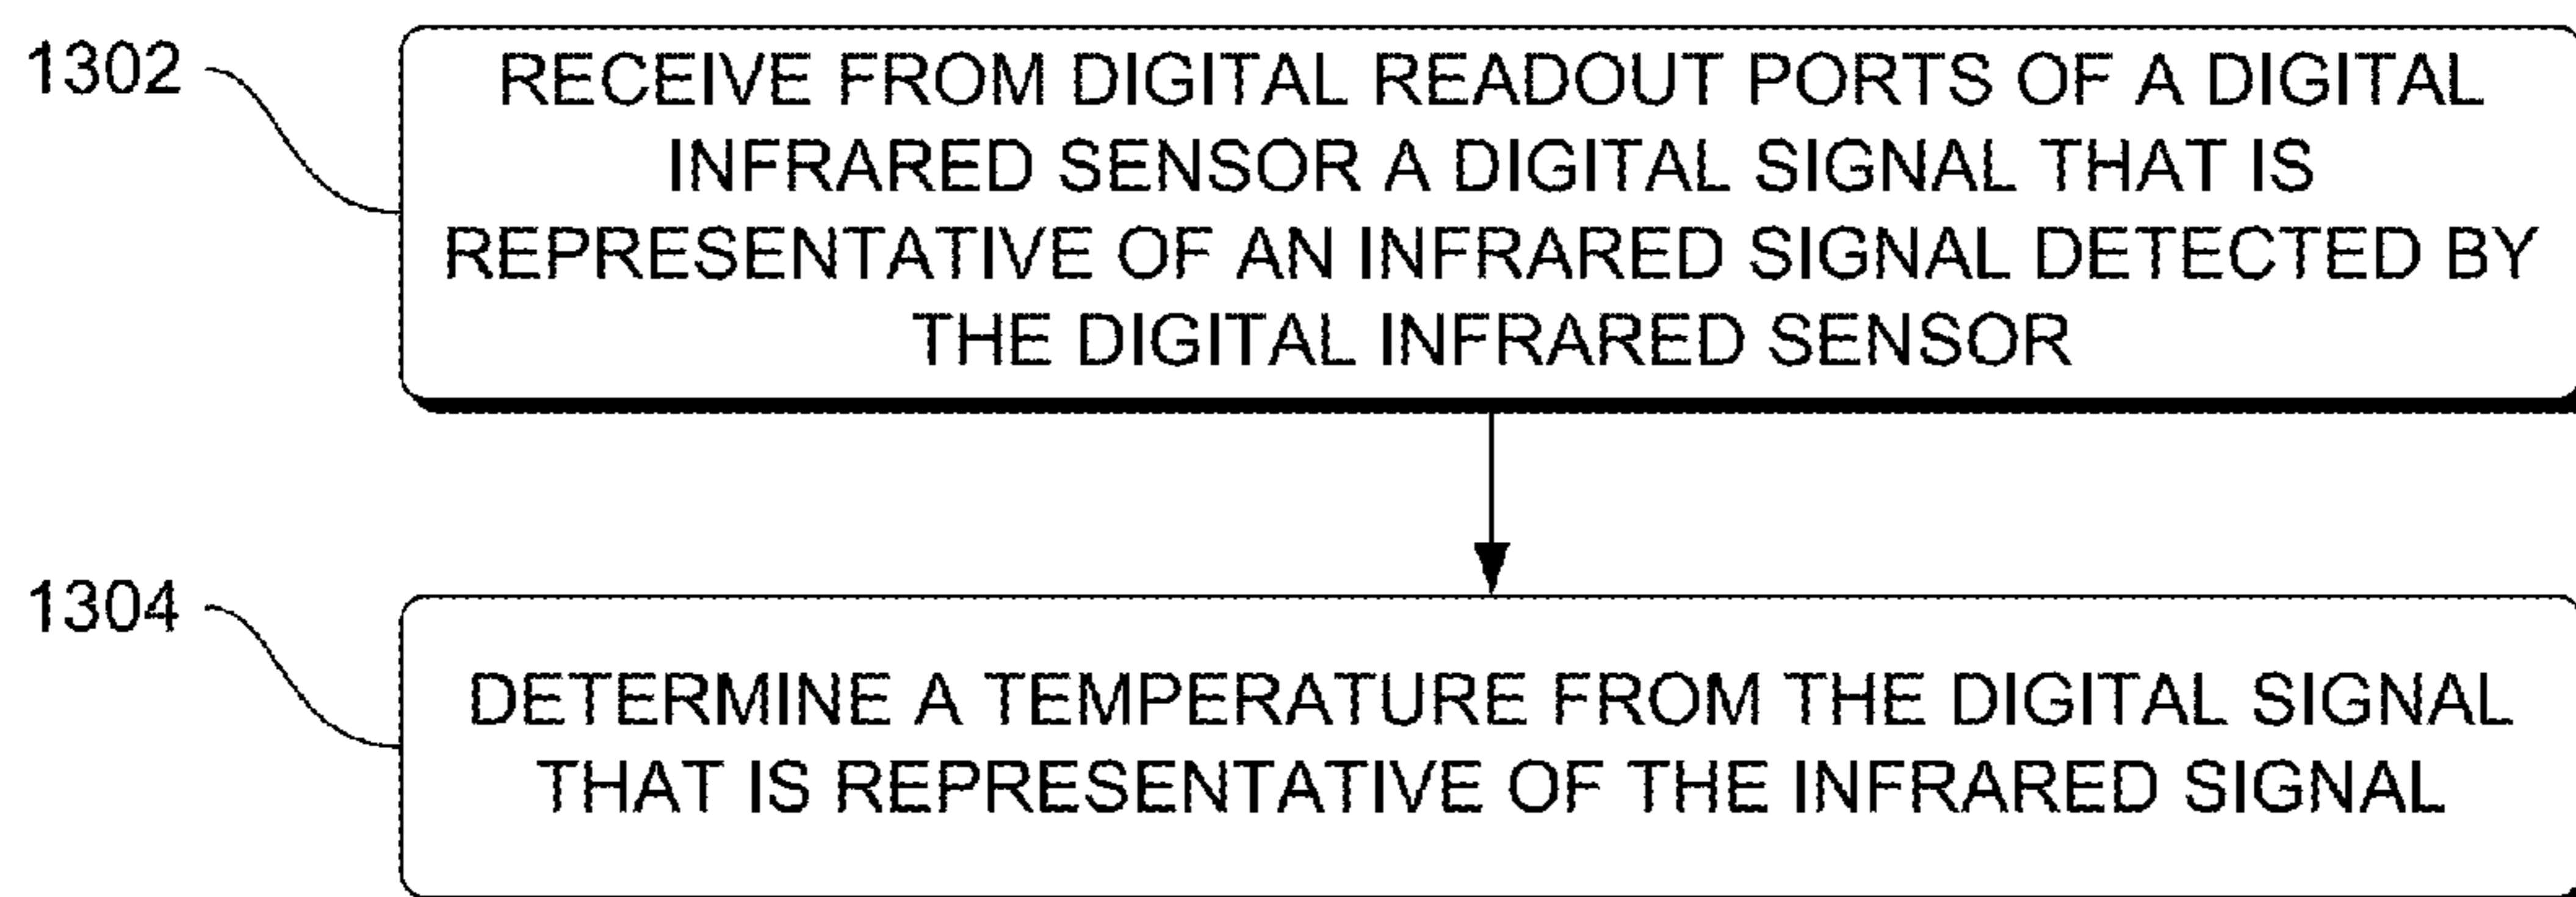 1302
RECEIVE FROM DIGITAL READOUT PORTS OF A DIGITAL
INFRARED SENSOR A DIGITAL SIGNAL THAT IS
REPRESENTATIVE OF AN INFRARED SIGNAL DETECTED BY
THE DIGITAL INFRARED SENSOR
1304
DETERMINE A TEMPERATURE FROM THE DIGITAL SIGNAL
THAT IS REPRESENTATIVE OF THE INFRARED SIGNAL